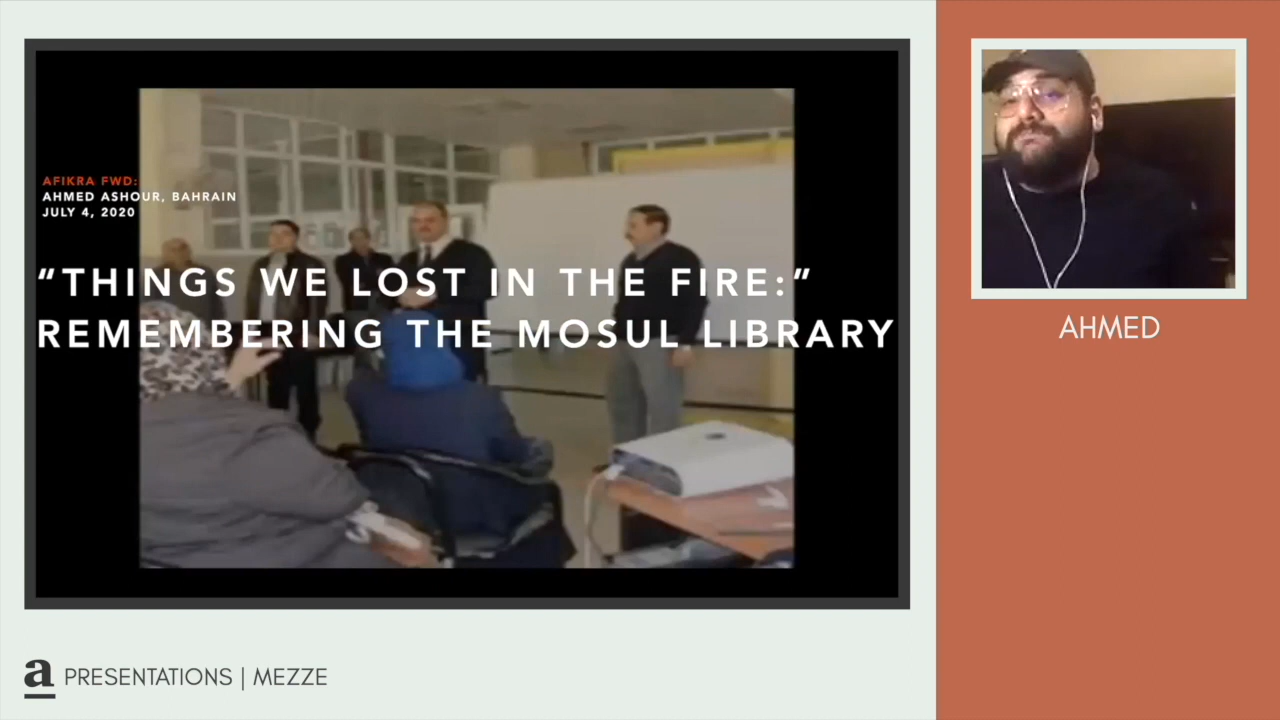 AFIKRA FWD:
AHMED ASHOUR, BAHRAIN
JULY 4, 2020
“THINGS WE LOST IN THE FIRE:”
REMEMBERING THE MOSUL LIBRARY
AHMED
a PRESENTATIONS | MEZZE